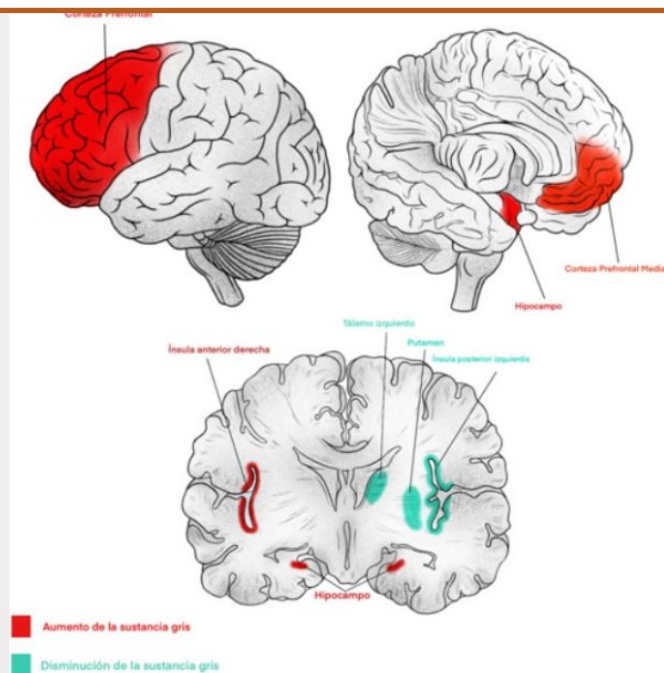 Corteza Prefrontal
Corteza Prefrontal Media
Hipocampo
Tálamo izquierdo
Putamen
Ínsula posterior izquierda
Ínsula anterior derecha
Hipocampo
Aumento de la sustancia gris
Disminución de la sustancia gris